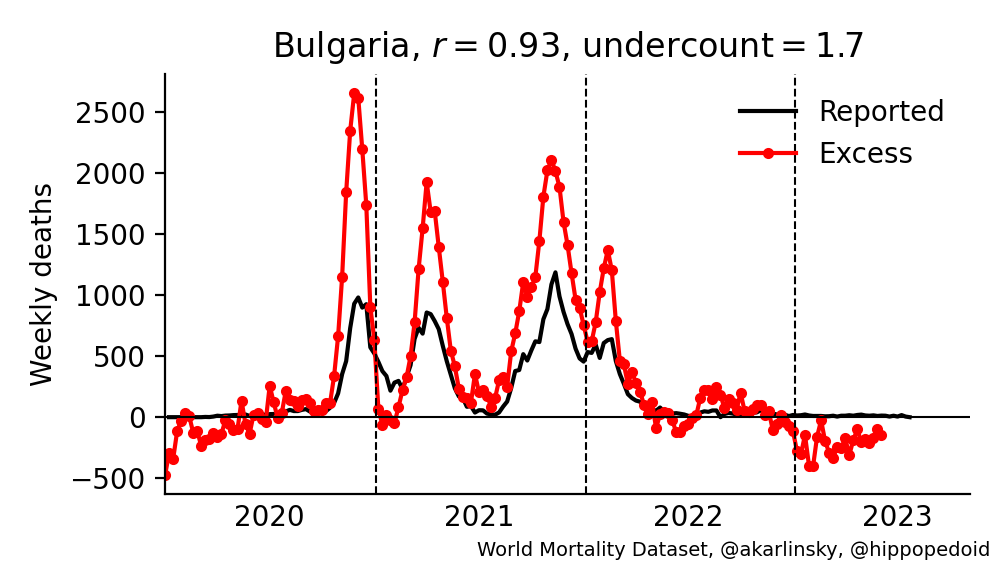 Bulgaria, r = 0.93, undercount = 1.7
Reported
Excess
Weekly deaths
2500
2000
1500
1000
500
0
−500
2020 2021 2022 2023
World Mortality Dataset, @akarlinsky, @hippopedoid